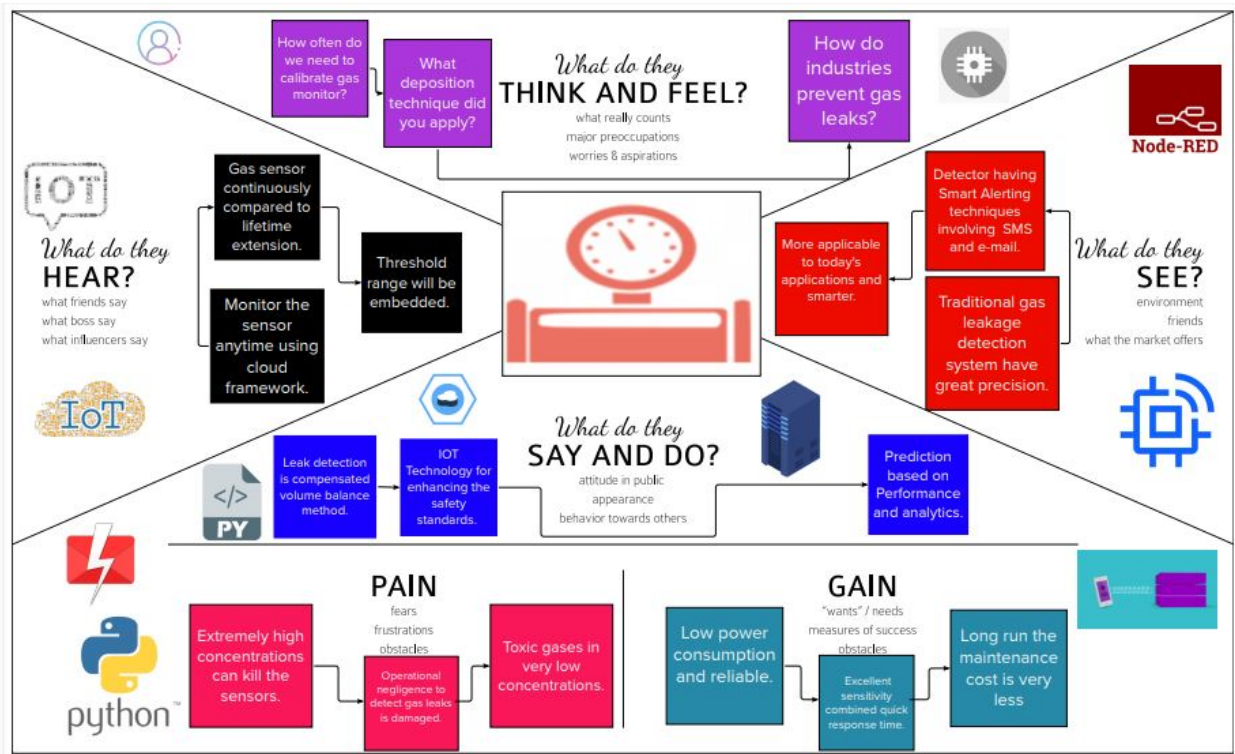 How often do
we need to
calibrate gas
monitor?
What
deposition
technique did
you apply?
What do they
THINK AND FEEL?
what really counts
major preoccupations
worries & aspirations
How do
industries
prevent gas
leaks?
Node-RED
IOT
What do they
HEAR?
what friends say
what boss say
what influencers say
IoT
Gas sensor
continuously
compared to
lifetime
extension.
Threshold
range will be
embedded.
Monitor the
sensor
anytime using
cloud
framework.
More applicable
to today's
applications and
smarter.
Detector having
Smart Alerting
techniques
involving SMS
and e-mail.
Traditional gas
leakage
detection
system have
great precision.
What do they
SEE?
environment
friends
what the market offers
What do they
SAY AND DO?
attitude in public
appearance
behavior towards others
</>
PY
Leak detection
is compensated
volume balance
method.
IOT
Technology for
enhancing the
safety
standards.
Prediction
based on
Performance
and analytics.
PAIN
fears
frustrations
obstacles
python™
Extremely high
concentrations
can kill the
sensors.
Operational
negligence to
detect gas leaks
is damaged.
Toxic gases in
very low
concentrations.
GAIN
"wants" / needs
measures of success
obstacles
Low power
consumption
and reliable.
Excellent
sensitivity
combined quick
response time.
Long run the
maintenance
cost is very
less